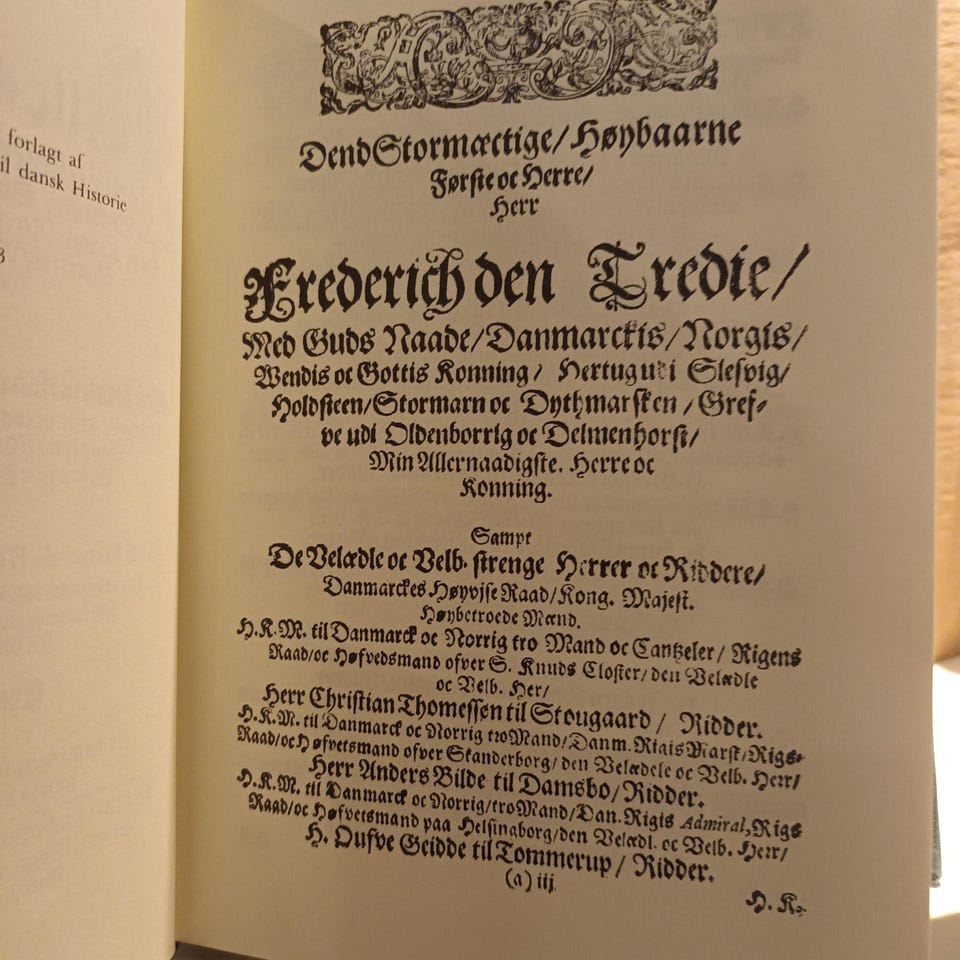 forlagt af
il dansk Historie
3
Dend Stormæctige/ Høybaarne
Første oc Herre/
Herr
Frederich den Tredie/
Med Guds Naade/Danmarckis/Norgis/
Wendis oc Gottis Konning/ Hertug udi Slesvig/
Holdsteen/Stormarn oc Dythmarsken/Gref-
ve udi Oldenborrig oc Delmenhorst/
Min Allernaadigste. Herre oc
Konning.
Sampt
De Velædle oc Velb. strenge Herrer oc Riddere/
Danmarckes Høyvjse Raad/Kong. Majest.
Høybetroede Mænd.
H.K.M. til Danmarck oc Norrig tro Mand oc Cantzeler/ Rigens
Raad/oc Høfvedsmand ofver S. Knuds Closter/den Velædle
oc Velb. Her/
Herr Christian Thomessøn til Stougaard/ Ridder.
H.K.M. til Danmarck oc Norrig tro Mand/Danm. Rigis Marsk/Rigs-
Raad/oc Høfvetsmand ofver Skanderborg/den Velædele oc Velb. Herr/
Herr Anders Bilde til Damsbo/Ridder.
H.K.M. til Danmarck oc Norrig/tro Mand/Dan. Rigis Admiral,Rigs
Raad/oc Høfvetsmand paa Helsingborg/den Velædl. oc Velb. Herr/
H. Oufve Geidde til Tommerup/ Ridder.
(a) iij
H. K.